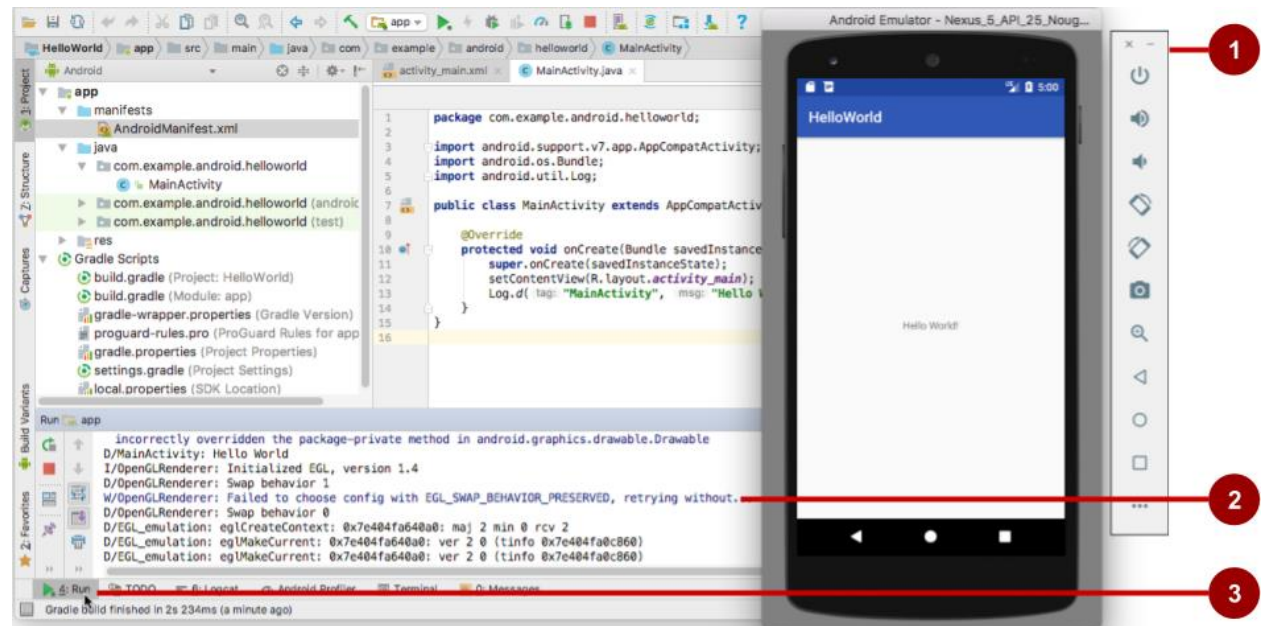 app
Android Emulator - Nexus_5_API_25_Noug...
HelloWorld app src main java com example android helloworld MainActivity
1
1: Project
Android
activity_main.xml
MainActivity.java
5:00
app
manifests
AndroidManifest.xml
java
com.example.android.helloworld
MainActivity
com.example.android.helloworld (androic
com.example.android.helloworld (test)
res
Gradle Scripts
build.gradle (Project: HelloWorld)
build.gradle (Module: app)
gradle-wrapper.properties (Gradle Version)
proguard-rules.pro (ProGuard Rules for app
gradle.properties (Project Properties)
settings.gradle (Project Settings)
local.properties (SDK Location)
Z: Structure
Captures
Build Variants
2: Favorites
1 package com.example.android.helloworld;
2
3 import android.support.v7.app.AppCompatActivity;
4 import android.os.Bundle;
5 import android.util.Log;
6
7 public class MainActivity extends AppCompatActiv
8
9 @Override
10 protected void onCreate(Bundle savedInstance
11 super.onCreate(savedInstanceState);
12 setContentView(R.layout.activity_main);
13 Log.d( tag: "MainActivity", msg: "Hello W
14 }
15 }
16
HelloWorld
Hello World!
Run app
incorrectly overridden the package-private method in android.graphics.drawable.Drawable
D/MainActivity: Hello World
I/OpenGLRenderer: Initialized EGL, version 1.4
D/OpenGLRenderer: Swap behavior 1
W/OpenGLRenderer: Failed to choose config with EGL_SWAP_BEHAVIOR_PRESERVED, retrying without...
D/OpenGLRenderer: Swap behavior 0
D/EGL_emulation: eglCreateContext: 0x7e404fa640a0: maj 2 min 0 rcv 2
D/EGL_emulation: eglMakeCurrent: 0x7e404fa640a0: ver 2 0 (tinfo 0x7e404fa0c860)
D/EGL_emulation: eglMakeCurrent: 0x7e404fa640a0: ver 2 0 (tinfo 0x7e404fa0c860)
2
4: Run TODO 6: Logcat Android Profiler Terminal 0: Messages
3
Gradle build finished in 2s 234ms (a minute ago)